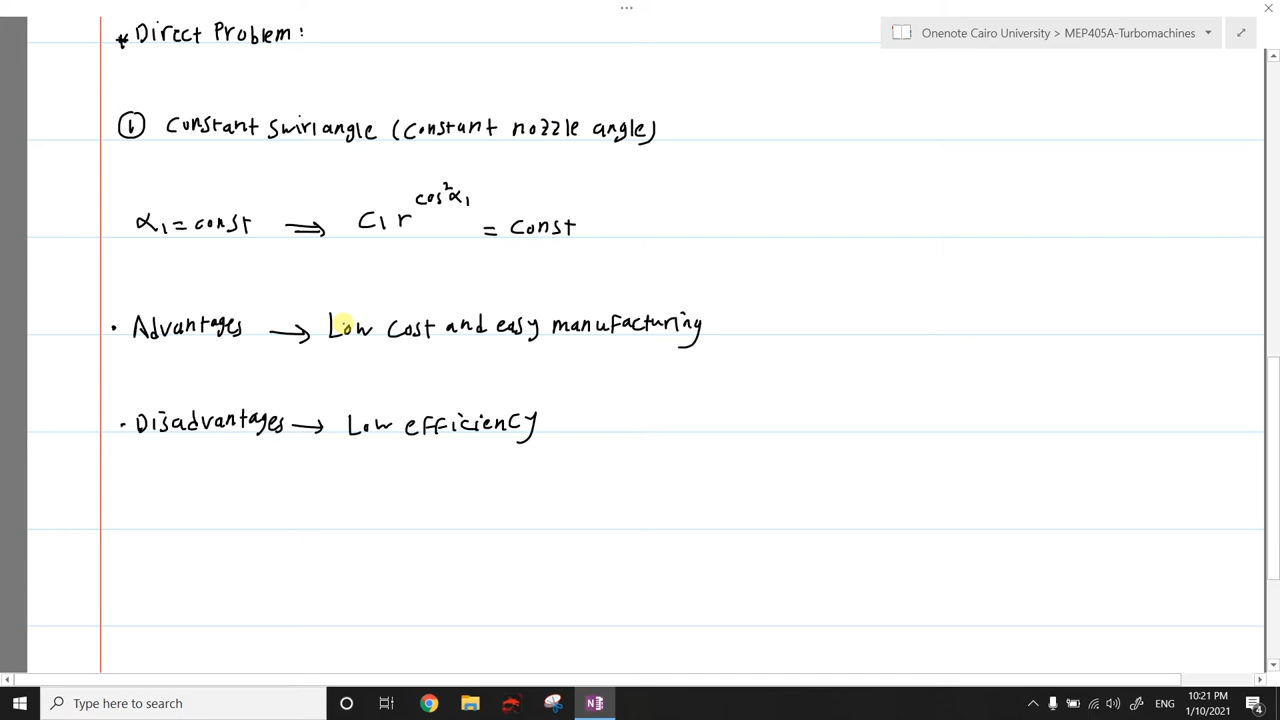 * Direct Problem:
Onenote Cairo University > MEP405A-Turbomachines
① Constant swirl angle (constant nozzle angle)
α₁ = const ⟹ C₁ r^{cos²α₁} = const
• Advantages → Low cost and easy manufacturing
• Disadvantages → Low efficiency
Type here to search
ENG
10:21 PM
1/10/2021
4